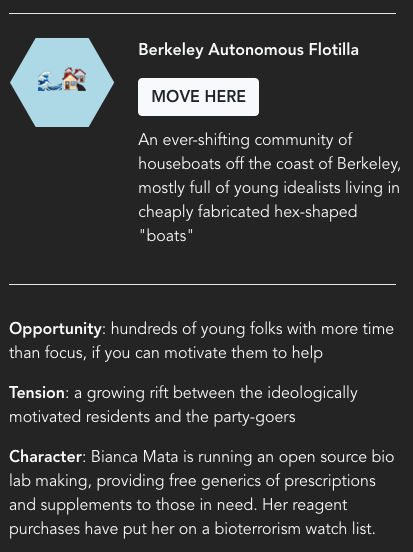 Berkeley Autonomous Flotilla
MOVE HERE
An ever-shifting community of
houseboats off the coast of Berkeley,
mostly full of young idealists living in
cheaply fabricated hex-shaped
"boats"
Opportunity: hundreds of young folks with more time
than focus, if you can motivate them to help
Tension: a growing rift between the ideologically
motivated residents and the party-goers
Character: Bianca Mata is running an open source bio
lab making, providing free generics of prescriptions
and supplements to those in need. Her reagent
purchases have put her on a bioterrorism watch list.